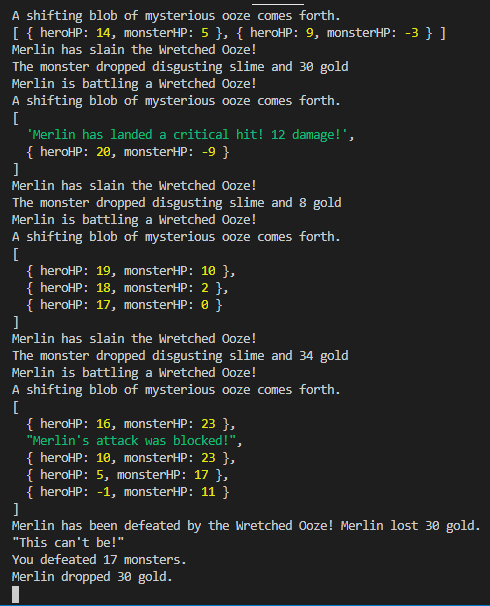 A shifting blob of mysterious ooze comes forth.
[ { heroHP: 14, monsterHP: 5 }, { heroHP: 9, monsterHP: -3 } ]
Merlin has slain the Wretched Ooze!
The monster dropped disgusting slime and 30 gold
Merlin is battling a Wretched Ooze!
A shifting blob of mysterious ooze comes forth.
[
  'Merlin has landed a critical hit! 12 damage!',
  { heroHP: 20, monsterHP: -9 }
]
Merlin has slain the Wretched Ooze!
The monster dropped disgusting slime and 8 gold
Merlin is battling a Wretched Ooze!
A shifting blob of mysterious ooze comes forth.
[
  { heroHP: 19, monsterHP: 10 },
  { heroHP: 18, monsterHP: 2 },
  { heroHP: 17, monsterHP: 0 }
]
Merlin has slain the Wretched Ooze!
The monster dropped disgusting slime and 34 gold
Merlin is battling a Wretched Ooze!
A shifting blob of mysterious ooze comes forth.
[
  { heroHP: 16, monsterHP: 23 },
  "Merlin's attack was blocked!",
  { heroHP: 10, monsterHP: 23 },
  { heroHP: 5, monsterHP: 17 },
  { heroHP: -1, monsterHP: 11 }
]
Merlin has been defeated by the Wretched Ooze! Merlin lost 30 gold.
"This can't be!"
You defeated 17 monsters.
Merlin dropped 30 gold.